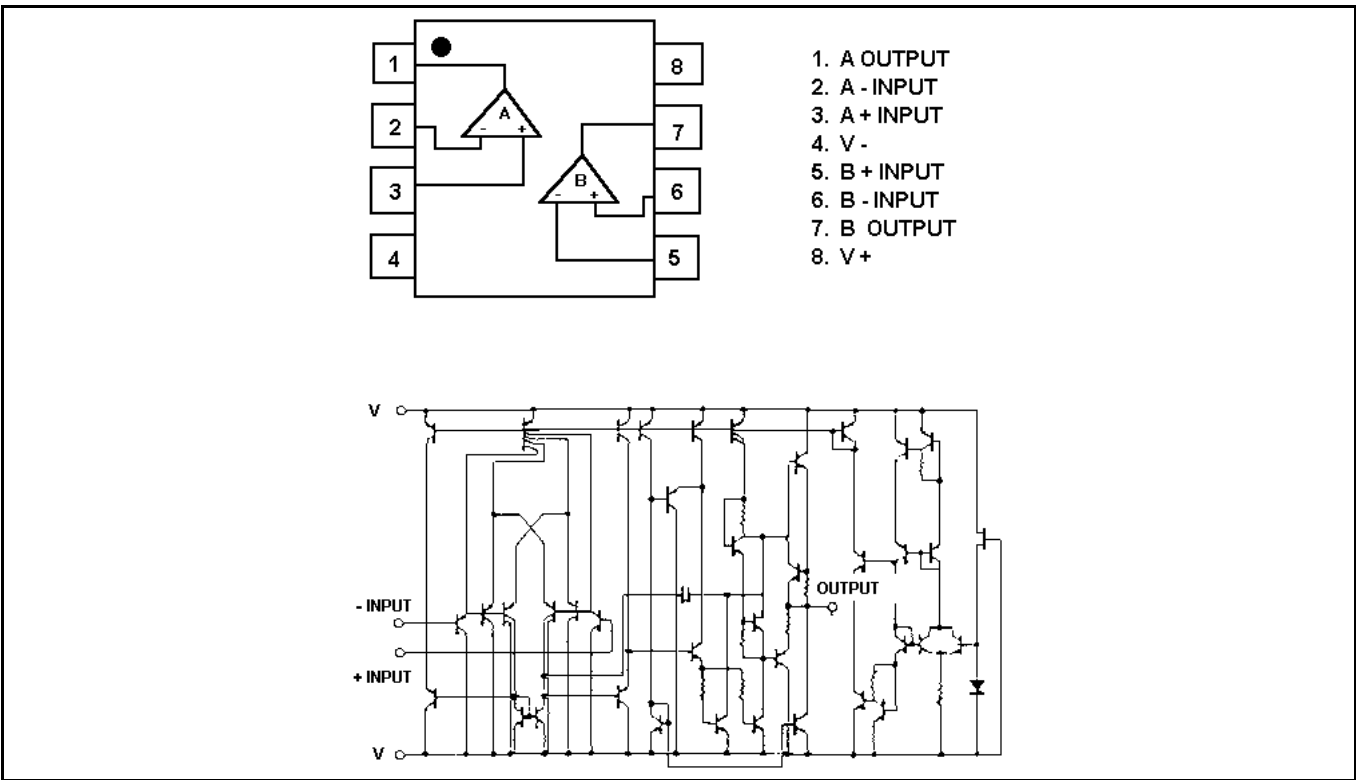 1
2
3
4
8
7
6
5
A
- +
B
- +
1. A OUTPUT
2. A - INPUT
3. A + INPUT
4. V -
5. B + INPUT
6. B - INPUT
7. B OUTPUT
8. V +
V
OUTPUT
- INPUT
+ INPUT
V